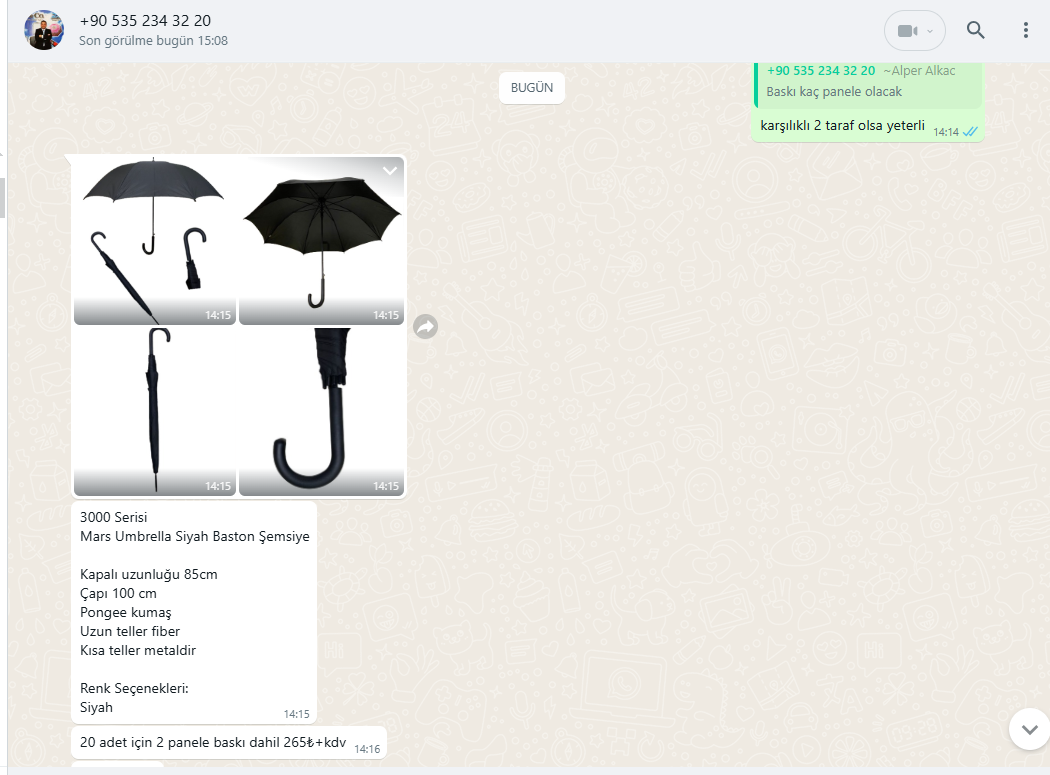 +90 535 234 32 20
Son görülme bugün 15:08
+90 535 234 32 20 ~Alper Alkac
Baskı kaç panele olacak
BUGÜN
karşılıklı 2 taraf olsa yeterli 14:14
14:15 14:15
14:15 14:15
3000 Serisi
Mars Umbrella Siyah Baston Şemsiye
Kapalı uzunluğu 85cm
Çapı 100 cm
Pongee kumaş
Uzun teller fiber
Kısa teller metaldir
Renk Seçenekleri:
Siyah
14:15
20 adet için 2 panele baskı dahil 265₺+kdv 14:16